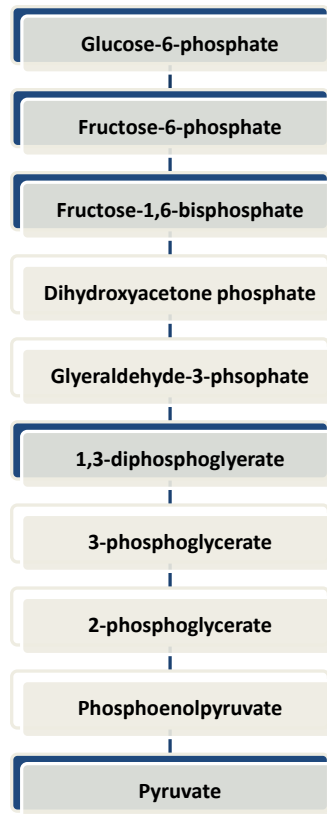 Glucose-6-phosphate
Fructose-6-phosphate
Fructose-1,6-bisphosphate
Dihydroxyacetone phosphate
Glyeraldehyde-3-phsophate
1,3-diphosphoglyerate
3-phosphoglycerate
2-phosphoglycerate
Phosphoenolpyruvate
Pyruvate